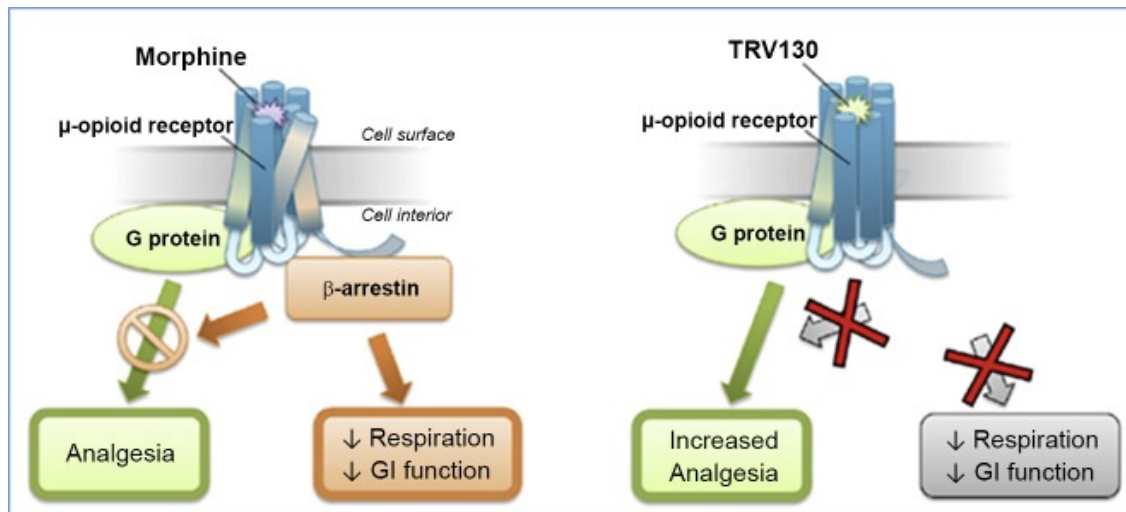 Morphine
μ-opioid receptor
Cell surface
Cell interior
G protein
β-arrestin
Analgesia
↓ Respiration
↓ GI function
TRV130
μ-opioid receptor
G protein
Increased
Analgesia
↓ Respiration
↓ GI function